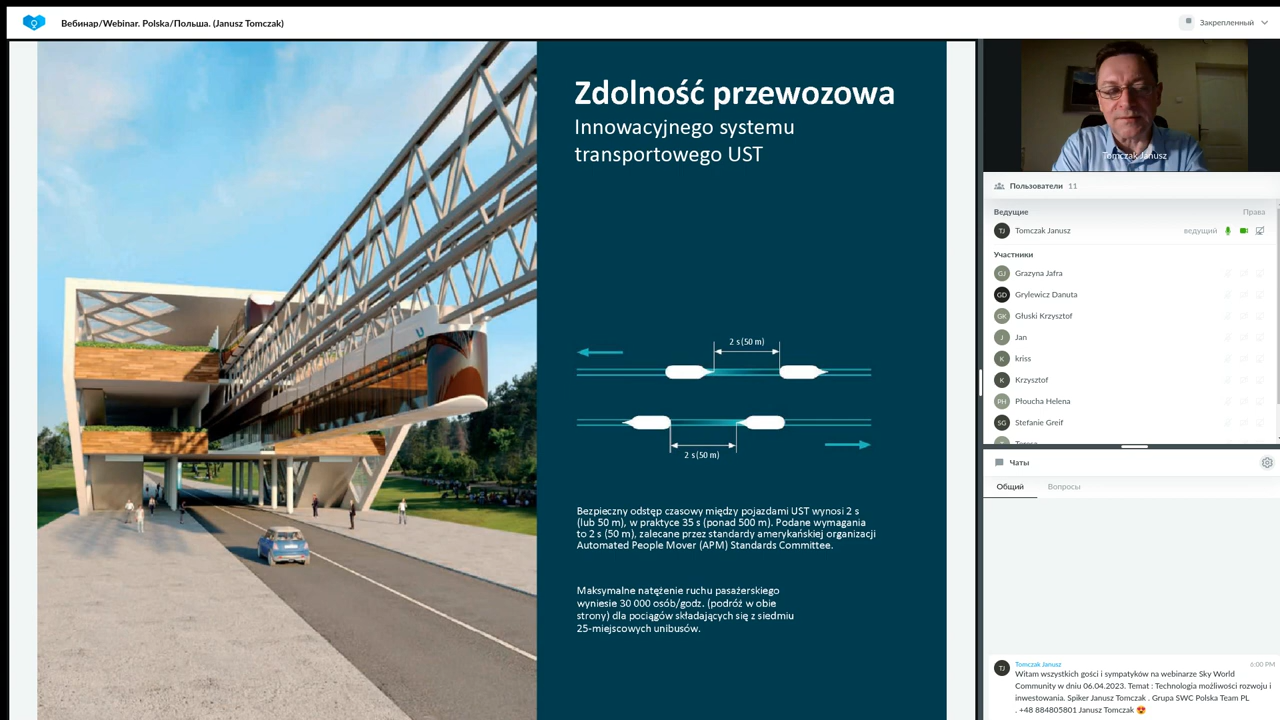 Вебинар/Webinar. Polska/Польша. (Janusz Tomczak)
Закрепленный
Zdolność przewozowa
Innowacyjnego systemu
transportowego UST
2 s (50 m)
2 s (50 m)
Bezpieczny odstęp czasowy między pojazdami UST wynosi 2 s
(lub 50 m), w praktyce 35 s (ponad 500 m). Podane wymagania
to 2 s (50 m), zalecane przez standardy amerykańskiej organizacji
Automated People Mover (APM) Standards Committee.
Maksymalne natężenie ruchu pasażerskiego
wyniesie 30 000 osób/godz. (podróż w obie
strony) dla pociągów składających się z siedmiu
25-miejscowych unibusów.
Tomczak Janusz
Пользователи 11
Ведущие Права
TJ Tomczak Janusz ведущий
Участники
GJ Grazyna Jafra
GD Grylewicz Danuta
GK Głuski Krzysztof
J Jan
K kriss
K Krzysztof
PH Płoucha Helena
SG Stefanie Greif
Чаты
Общий Вопросы
TJ Tomczak Janusz 6:00 PM
Witam wszystkich gości i sympatyków na webinarze Sky World
Community w dniu 06.04.2023. Temat : Technologia możliwości rozwoju i
inwestowania. Spiker Janusz Tomczak . Grupa SWC Polska Team PL
. +48 884805801 Janusz Tomczak 😍